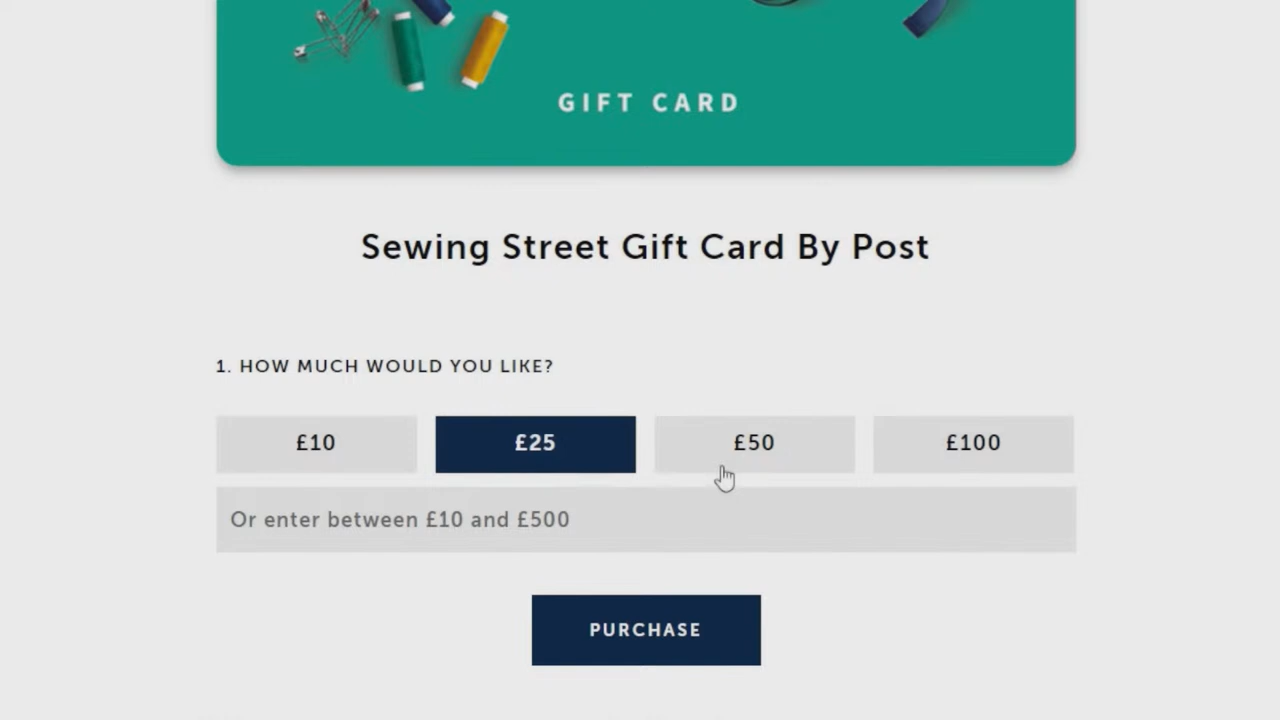 GIFT CARD
Sewing Street Gift Card By Post
1. HOW MUCH WOULD YOU LIKE?
£10 £25 £50 £100
Or enter between £10 and £500
PURCHASE